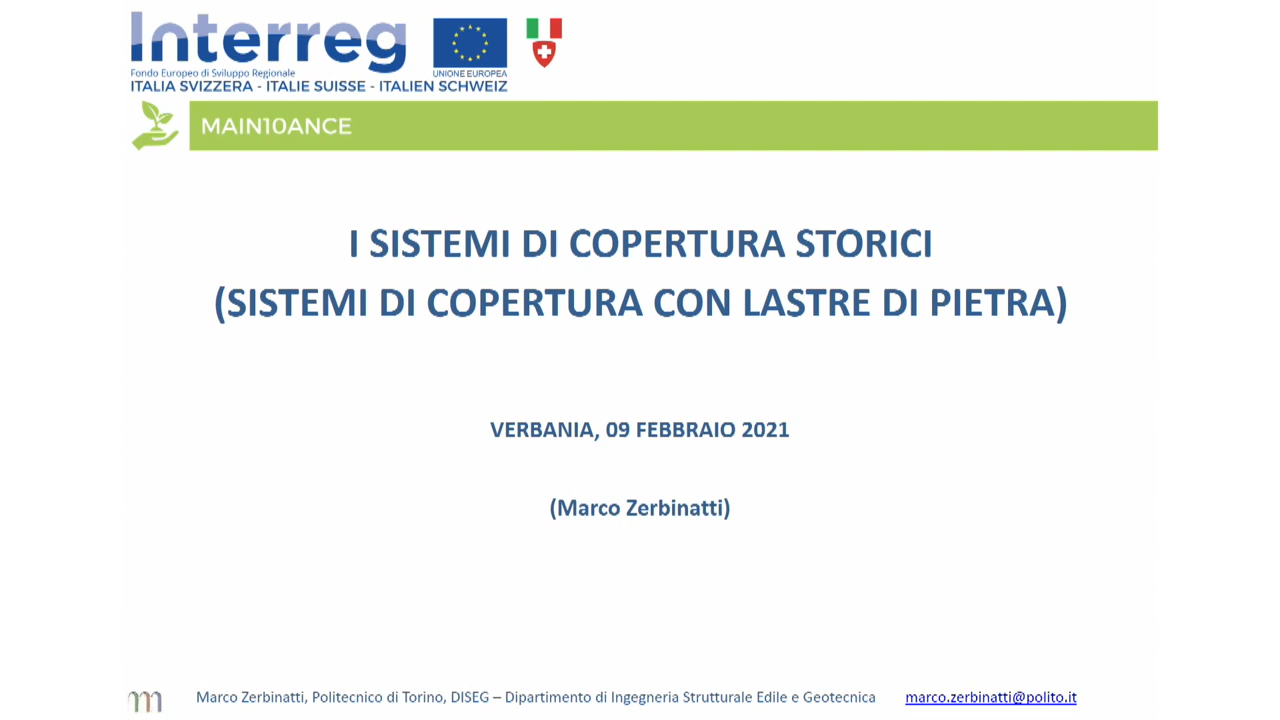 Interreg
Fondo Europeo di Sviluppo Regionale
UNIONE EUROPEA
ITALIA SVIZZERA - ITALIE SUISSE - ITALIEN SCHWEIZ
MAIN10ANCE
I SISTEMI DI COPERTURA STORICI
(SISTEMI DI COPERTURA CON LASTRE DI PIETRA)
VERBANIA, 09 FEBBRAIO 2021
(Marco Zerbinatti)
m Marco Zerbinatti, Politecnico di Torino, DISEG – Dipartimento di Ingegneria Strutturale Edile e Geotecnica marco.zerbinatti@polito.it